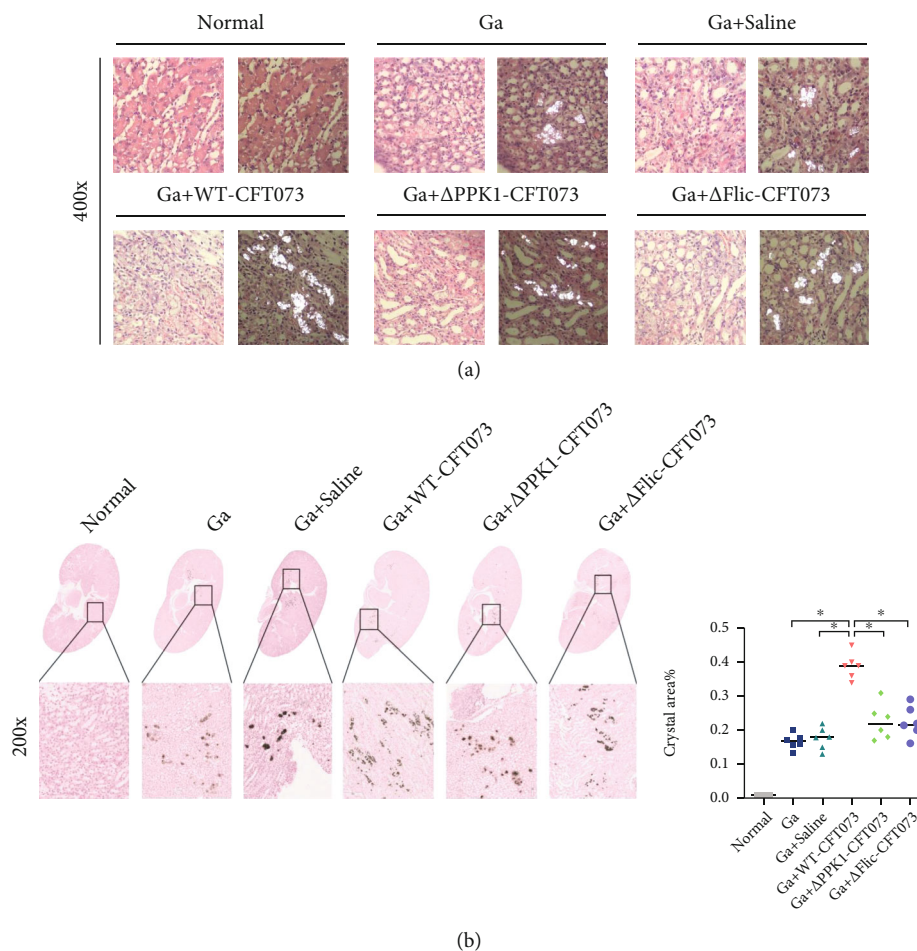 Normal
Ga
Ga+Saline
400x
Ga+WT-CFT073
Ga+ΔPPK1-CFT073
Ga+ΔFlic-CFT073
(a)
Normal
Ga
Ga+Saline
Ga+WT-CFT073
Ga+ΔPPK1-CFT073
Ga+ΔFlic-CFT073
200x
Crystal area%
0.5
0.4
0.3
0.2
0.1
0.0
* *
* *
Normal
Ga
Ga+Saline
Ga+WT-CFT073
Ga+ΔPPK1-CFT073
Ga+ΔFlic-CFT073
(b)